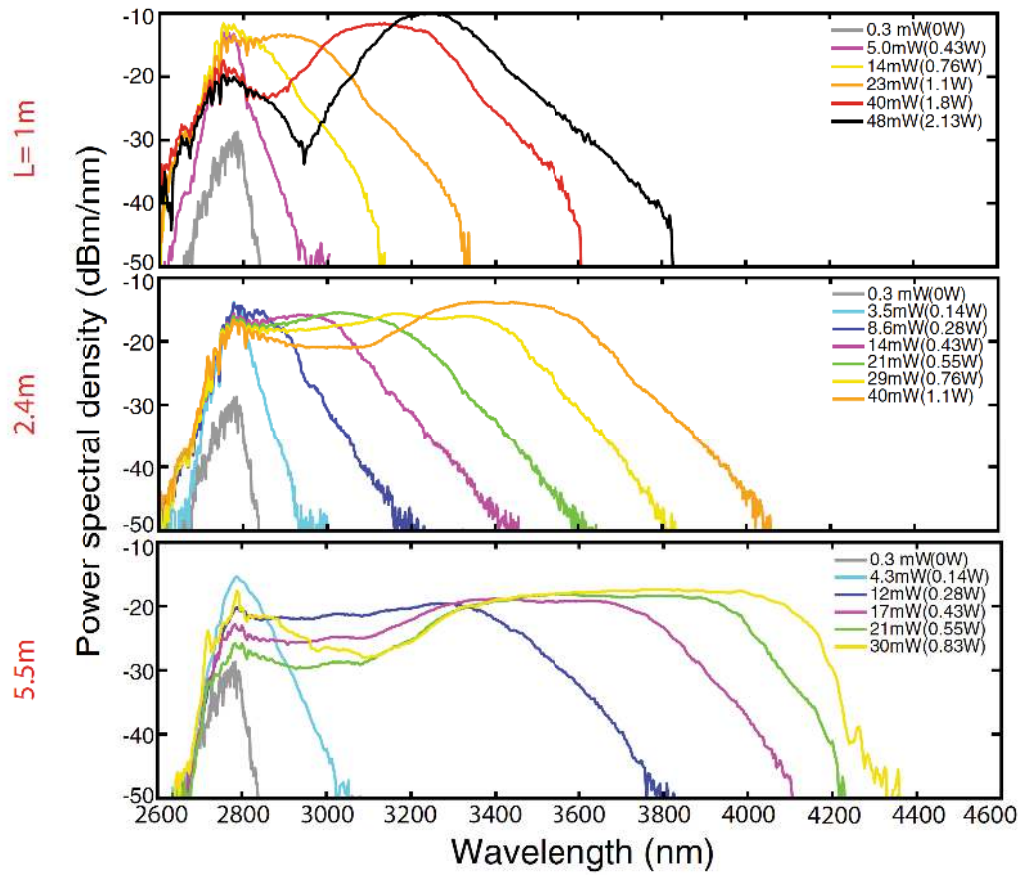 Power spectral density (dBm/nm)
L= 1m
-10
-20
-30
-40
-50
0.3 mW(0W)
5.0mW(0.43W)
14mW(0.76W)
23mW(1.1W)
40mW(1.8W)
48mW(2.13W)
2.4m
-10
-20
-30
-40
-50
0.3 mW(0W)
3.5mW(0.14W)
8.6mW(0.28W)
14mW(0.43W)
21mW(0.55W)
29mW(0.76W)
40mW(1.1W)
5.5m
-10
-20
-30
-40
-50
0.3 mW(0W)
4.3mW(0.14W)
12mW(0.28W)
17mW(0.43W)
21mW(0.55W)
30mW(0.83W)
2600 2800 3000 3200 3400 3600 3800 4000 4200 4400 4600
Wavelength (nm)